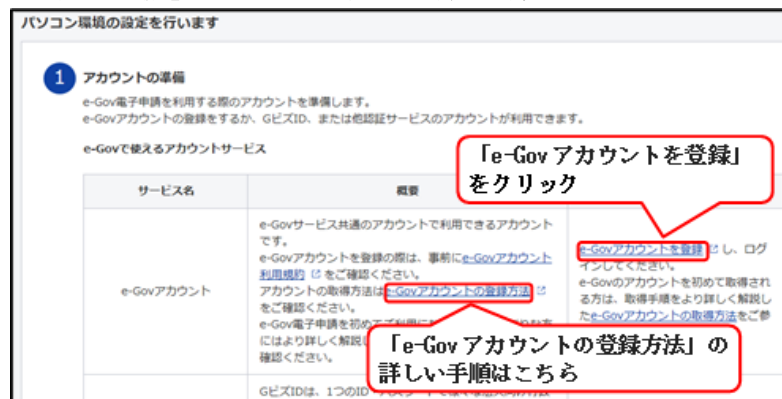 パソコン環境の設定を行います
1 アカウントの準備
e-Gov電子申請を利用する際のアカウントを準備します。
e-Govアカウントの登録をするか、GビズID、または他認証サービスのアカウントが利用できます。
e-Govで使えるアカウントサービス
「e-Govアカウントを登録」
をクリック
サービス名
概要
e-Govアカウント
e-Govサービス共通のアカウントで利用できるアカウント
です。
e-Govアカウントを登録の際は、事前にe-Govアカウント
利用規約 をご確認ください。
アカウントの取得方法はe-Govアカウントの登録方法
をご確認ください。
e-Gov電子申請を初めてご利用に
にはより詳しく解説し
確認ください。
e-Govアカウントを登録 し、ログ
インしてください。
e-Govのアカウントを初めて取得され
る方は、取得手順をより詳しく解説し
たe-Govアカウントの取得方法をご参
「e-Govアカウントの登録方法」の
詳しい手順はこちら
GビズIDは、1つのID